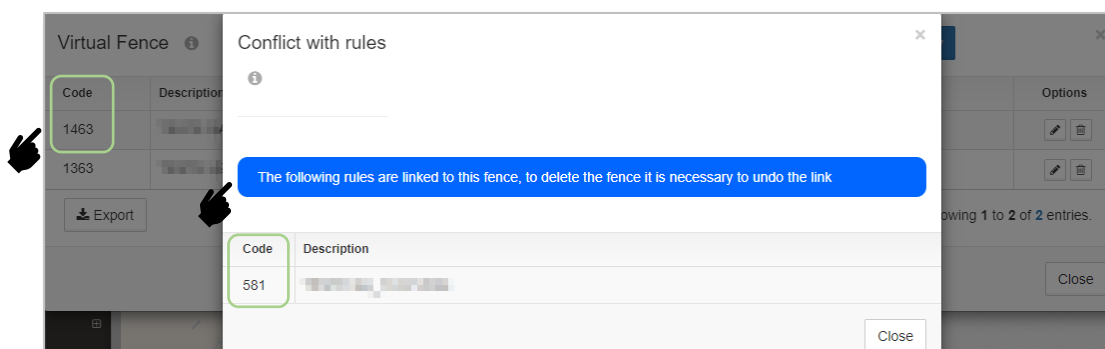 Virtual Fence
Conflict with rules
Code Description Options
1463
1363
The following rules are linked to this fence, to delete the fence it is necessary to undo the link
Export
owing 1 to 2 of 2 entries.
Code Description
581
Close
Close